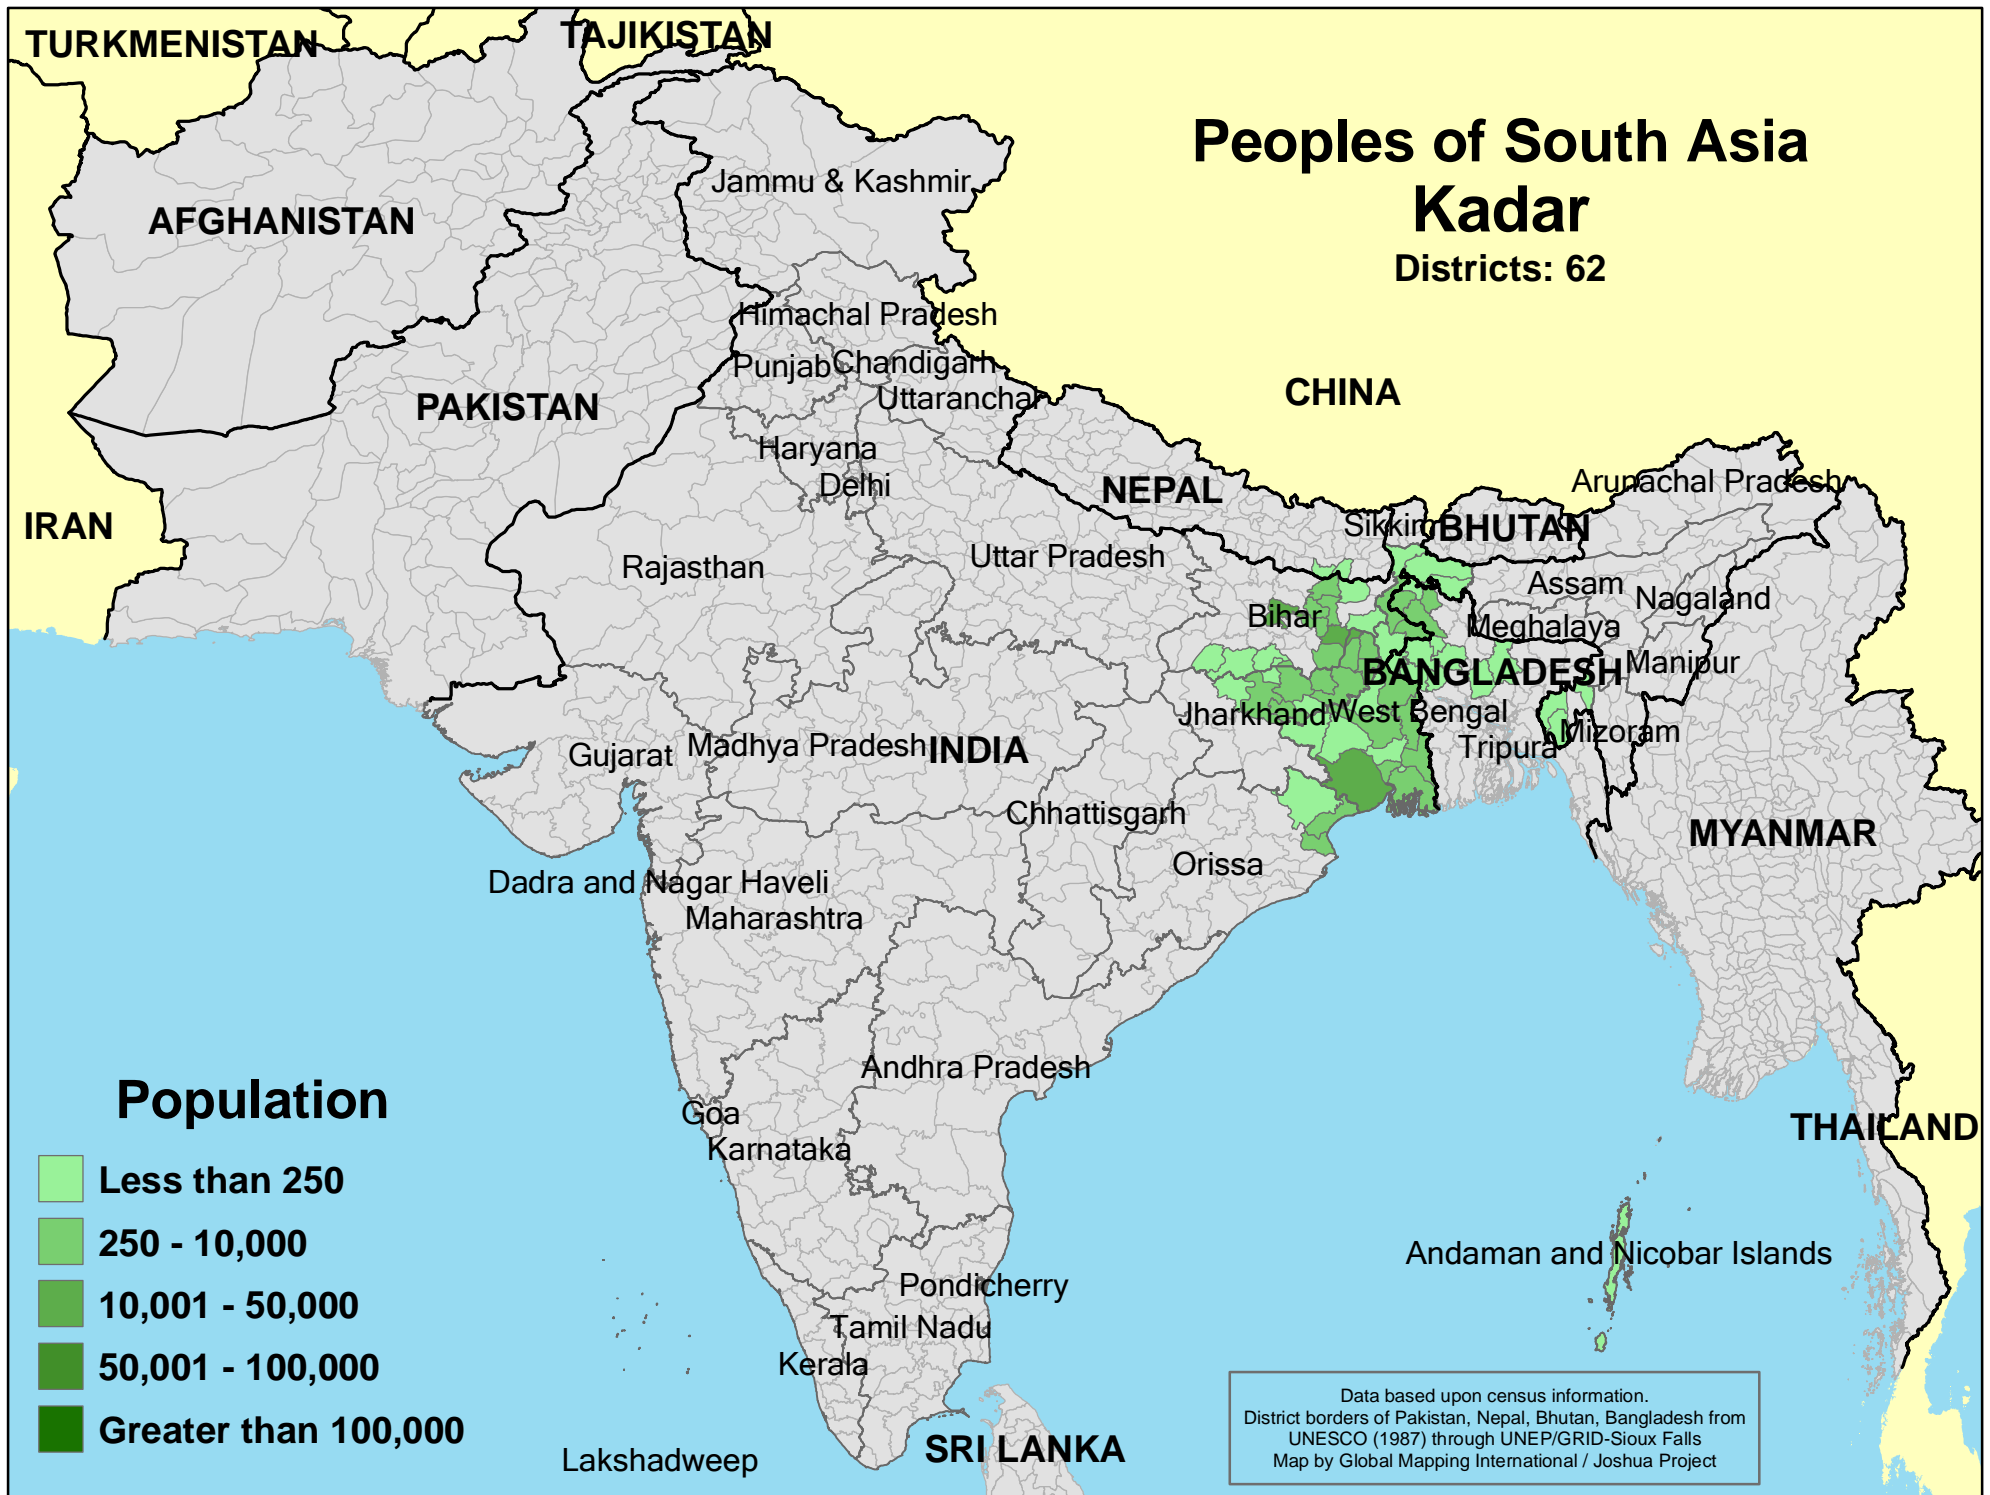 TURKMENISTAN
TAJIKISTAN
Peoples of South Asia
Kadar
Districts: 62
Jammu & Kashmir
AFGHANISTAN
Himachal Pradesh
Punjab
Chandigarh
CHINA
PAKISTAN
Uttaranchal
Haryana
Delhi
NEPAL
Arunachal Pradesh
IRAN
Sikkim
BHUTAN
Rajasthan
Uttar Pradesh
Assam
Nagaland
Bihar
Meghalaya
BANGLADESH
Manipur
Jharkhand
West Bengal
Gujarat
Madhya Pradesh
INDIA
Tripura
Mizoram
Chhattisgarh
MYANMAR
Orissa
Dadra and Nagar Haveli
Maharashtra
Andhra Pradesh
Goa
Karnataka
THAILAND
Andaman and Nicobar Islands
Pondicherry
Tamil Nadu
Kerala
Lakshadweep
SRI LANKA
Population
Less than 250
250 - 10,000
10,001 - 50,000
50,001 - 100,000
Greater than 100,000
Data based upon census information.
District borders of Pakistan, Nepal, Bhutan, Bangladesh from
UNESCO (1987) through UNEP/GRID-Sioux Falls
Map by Global Mapping International / Joshua Project